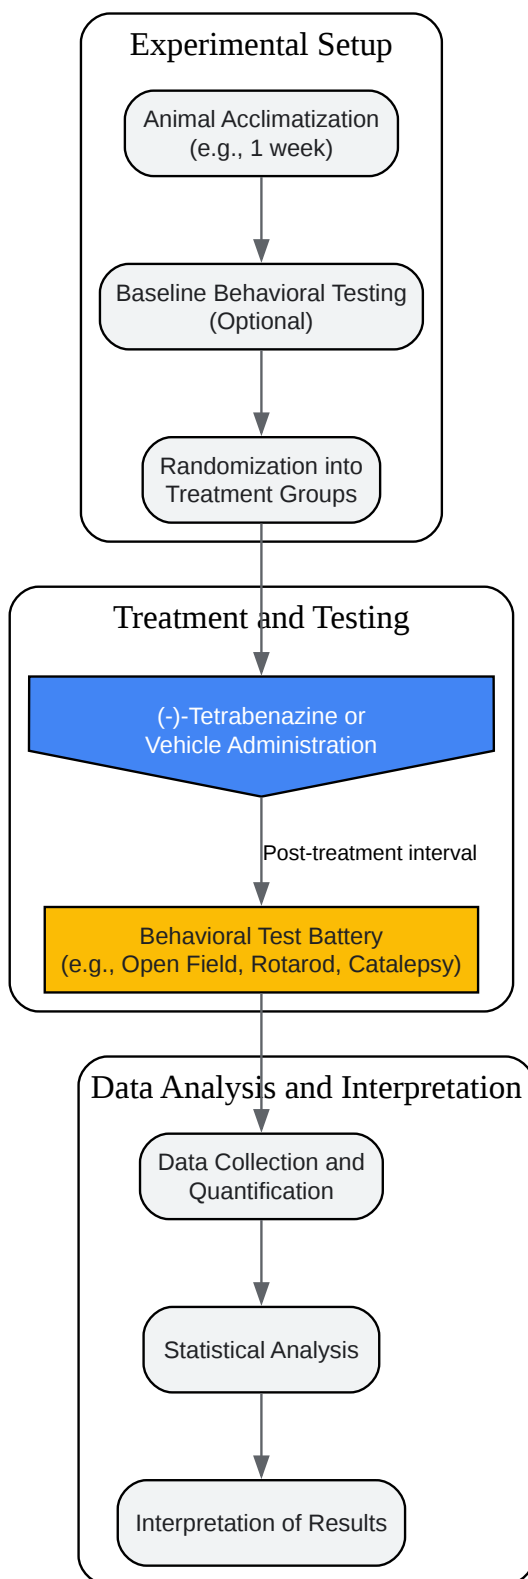 Experimental Setup
Animal Acclimatization
(e.g., 1 week)
Baseline Behavioral Testing
(Optional)
Randomization into
Treatment Groups
Treatment and Testing
(-)-Tetrabenazine or
Vehicle Administration
Post-treatment interval
Behavioral Test Battery
(e.g., Open Field, Rotarod, Catalepsy)
Data Analysis and Interpretation
Data Collection and
Quantification
Statistical Analysis
Interpretation of Results